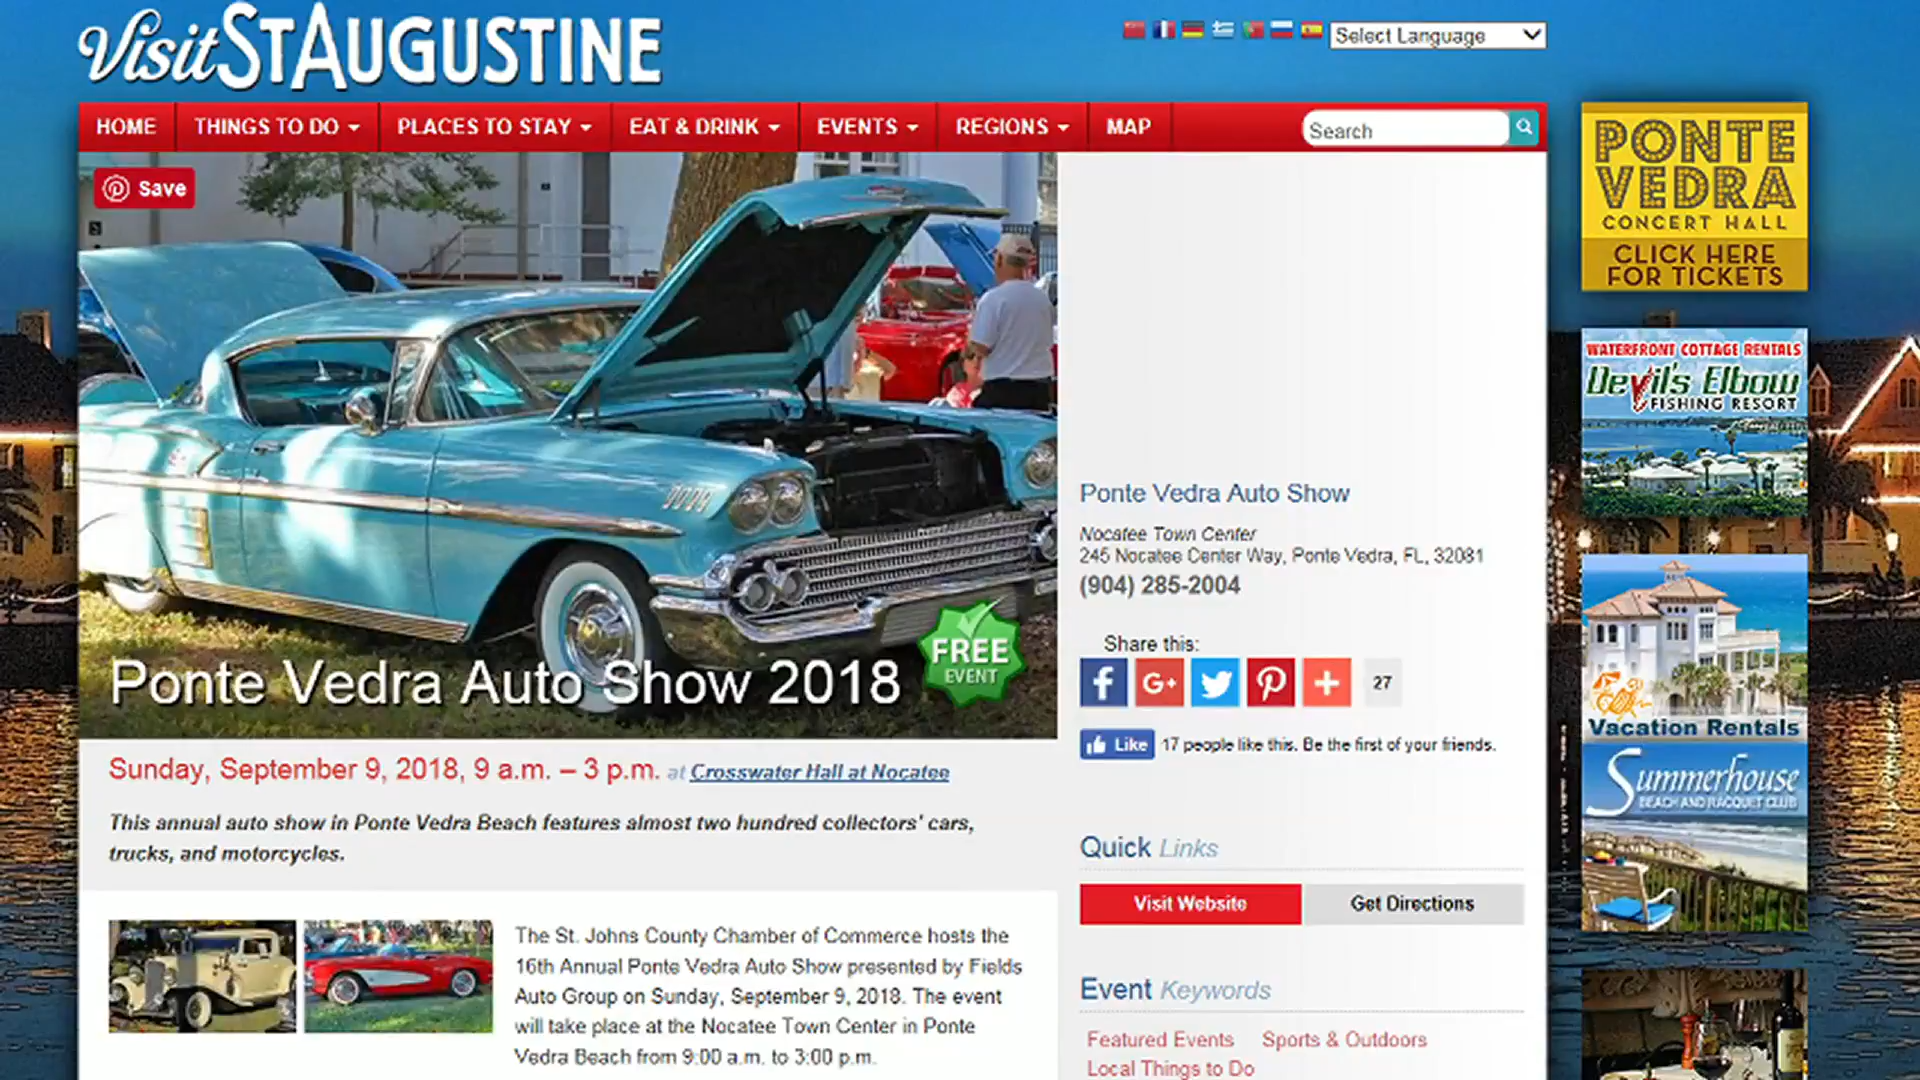 Visit ST AUGUSTINE
Select Language
HOME
THINGS TO DO
PLACES TO STAY
EAT & DRINK
EVENTS
REGIONS
MAP
Search
Save
Ponte Vedra Auto Show 2018
FREE
EVENT
Sunday, September 9, 2018, 9 a.m. – 3 p.m. at Crosswater Hall at Nocatee
This annual auto show in Ponte Vedra Beach features almost two hundred collectors' cars,
trucks, and motorcycles.
The St. Johns County Chamber of Commerce hosts the
16th Annual Ponte Vedra Auto Show presented by Fields
Auto Group on Sunday, September 9, 2018. The event
will take place at the Nocatee Town Center in Ponte
Vedra Beach from 9:00 a.m. to 3:00 p.m.
Ponte Vedra Auto Show
Nocatee Town Center
245 Nocatee Center Way, Ponte Vedra, FL, 32081
(904) 285-2004
Share this:
G+
27
Like 17 people like this. Be the first of your friends.
Quick Links
Visit Website
Get Directions
Event Keywords
Featured Events Sports & Outdoors
Local Things to Do
PONTE
VEDRA
CONCERT HALL
CLICK HERE
FOR TICKETS
WATERFRONT COTTAGE RENTALS
Devil's Elbow
FISHING RESORT
Vacation Rentals
Summerhouse
BEACH AND RACQUET CLUB